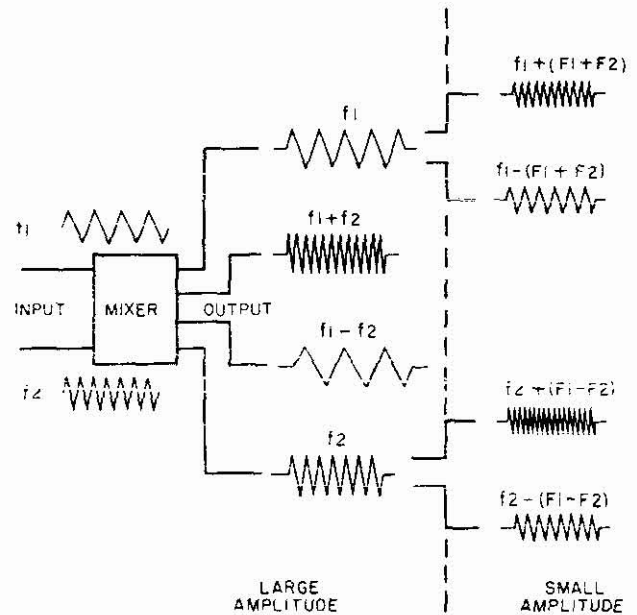 f1+(F1+F2)
f1
f1-(F1+F2)
f1
f1+f2
INPUT
MIXER
OUTPUT
f1-f2
f2
f2+(F1-F2)
f2
f2-(F1-F2)
LARGE
AMPLITUDE
SMALL
AMPLITUDE